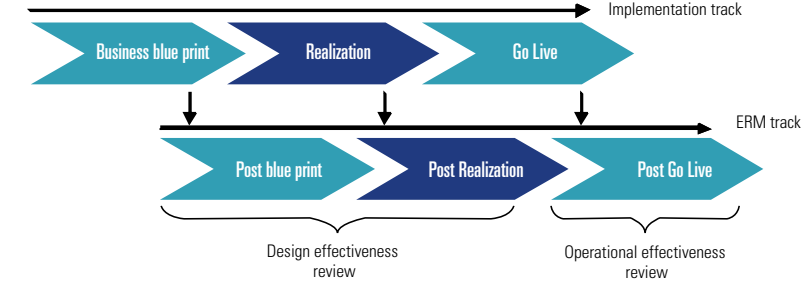 Implementation track
Business blue print
Realization
Go Live
ERM track
Post blue print
Post Realization
Post Go Live
Design effectiveness
review
Operational effectiveness
review